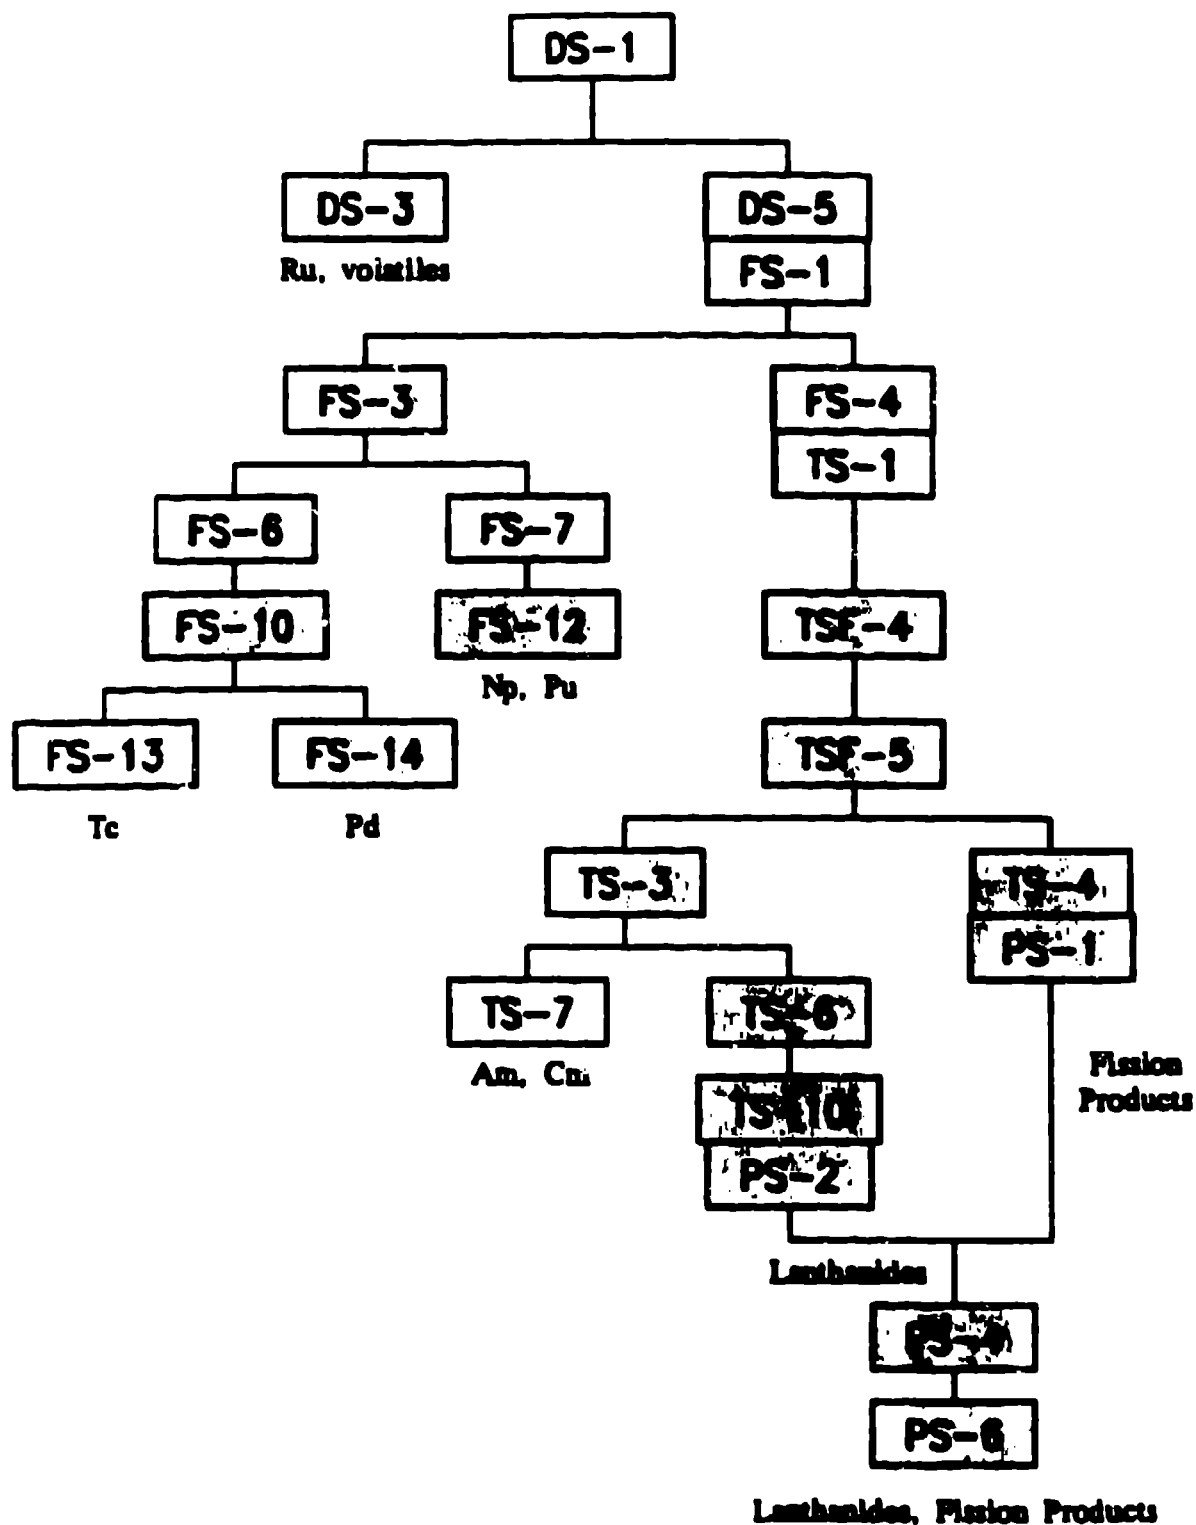 DS-1
DS-3
DS-5
Ru, volatiles
FS-1
FS-3
FS-4
TS-1
FS-6
FS-7
FS-10
FS-12
TSF-4
Np, Pu
FS-13
FS-14
TSF-5
Tc
Pd
TS-3
TS-4
PS-1
TS-7
TS-6
Am, Cm
Fission
Products
TS-10
PS-2
Lanthanides
PS-4
PS-6
Lanthanides, Fission Products